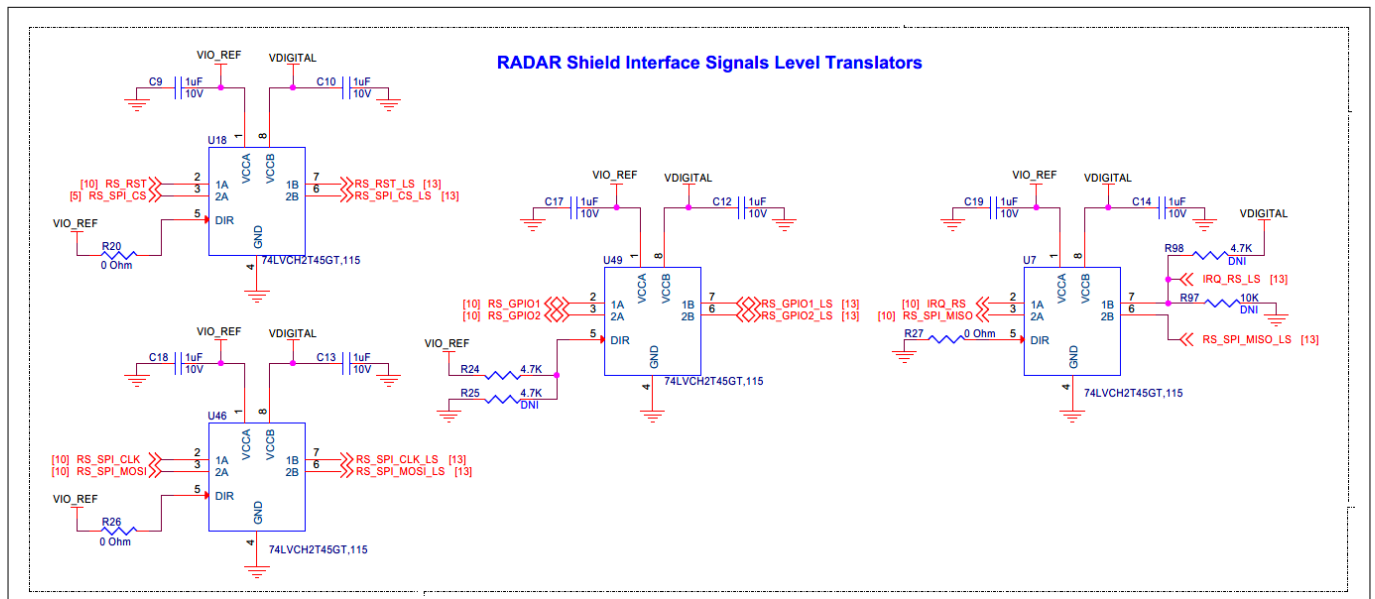 RADAR Shield Interface Signals Level Translators
VIO_REF
VDIGITAL
C9
1uF
10V
C10
1uF
10V
U18
1
8
VCCA
VCCB
[10] RS_RST
2
1A
1B
7
RS_RST_LS [13]
[5] RS_SPI_CS
3
2A
2B
6
RS_SPI_CS_LS [13]
5
DIR
VIO_REF
R20
0 Ohm
GND
4
74LVCH2T45GT,115
VIO_REF
VDIGITAL
C18
1uF
10V
C13
1uF
10V
U46
1
8
VCCA
VCCB
[10] RS_SPI_CLK
2
1A
1B
7
RS_SPI_CLK_LS [13]
[10] RS_SPI_MOSI
3
2A
2B
6
RS_SPI_MOSI_LS [13]
5
DIR
VIO_REF
R26
0 Ohm
GND
4
74LVCH2T45GT,115
VIO_REF
VDIGITAL
C17
1uF
10V
C12
1uF
10V
U49
1
8
VCCA
VCCB
[10] RS_GPIO1
2
1A
1B
7
RS_GPIO1_LS [13]
[10] RS_GPIO2
3
2A
2B
6
RS_GPIO2_LS [13]
5
DIR
VIO_REF
R24
4.7K
R25
4.7K
DNI
GND
4
74LVCH2T45GT,115
VIO_REF
VDIGITAL
C19
1uF
10V
C14
1uF
10V
VDIGITAL
R98
4.7K
DNI
U7
1
8
VCCA
VCCB
IRQ_RS_LS [13]
[10] IRQ_RS
2
1A
1B
7
R97
10K
DNI
[10] RS_SPI_MISO
3
2A
2B
6
RS_SPI_MISO_LS [13]
R27
0 Ohm
5
DIR
GND
4
74LVCH2T45GT,115